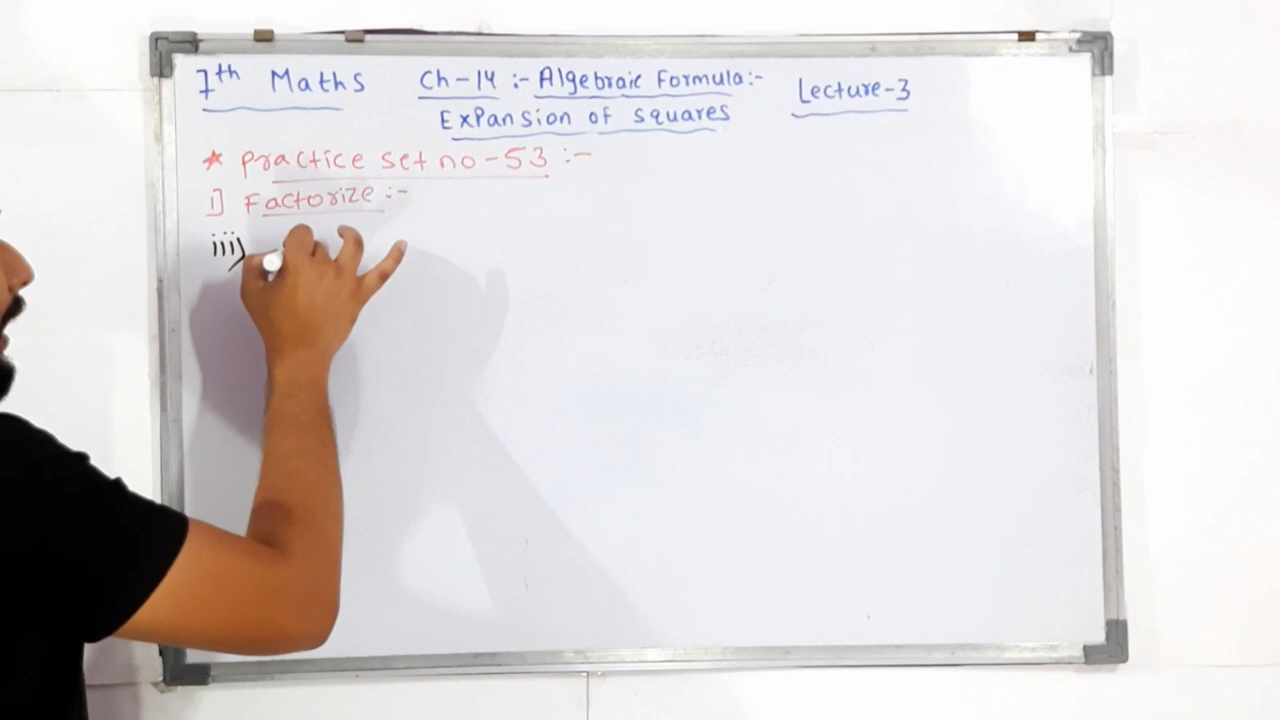 7th Maths Ch-14 :- Algebraic Formula:- Lecture-3
Expansion of squares
* practice set no-53 :-
1] Factorize :-
iii)